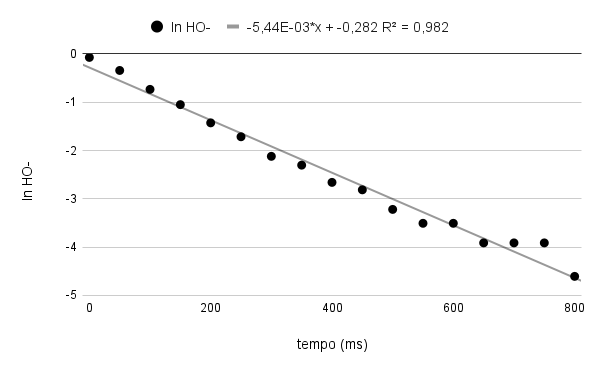 ln HO- -5,44E-03*x + -0,282 R² = 0,982
0
-1
-2
-3
-4
-5
ln HO-
0 200 400 600 800
tempo (ms)